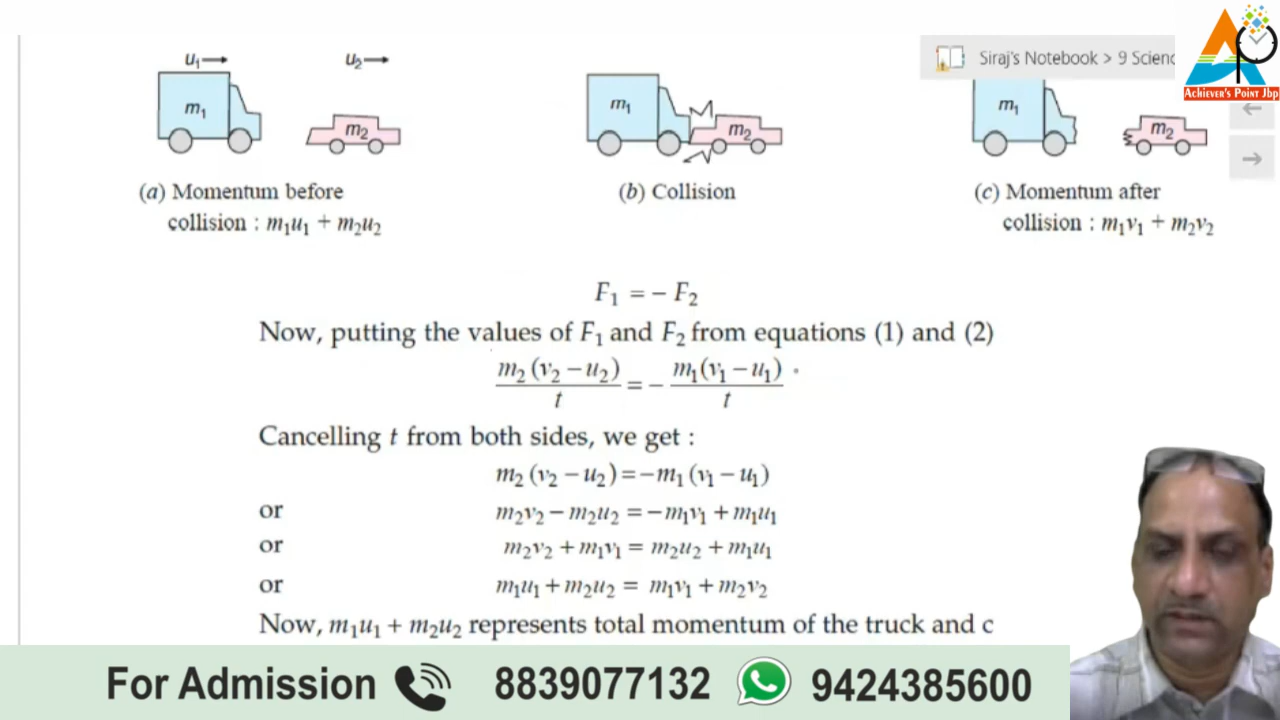 Siraj's Notebook > 9 Scienc
ACHIEVER'S POINT Jbp
u₁ u₂
m₁ m₂
m₁ m₂
m₁ m₂
(a) Momentum before
collision : m₁u₁ + m₂u₂
(b) Collision
(c) Momentum after
collision : m₁v₁ + m₂v₂
F₁ = − F₂
Now, putting the values of F₁ and F₂ from equations (1) and (2)
m₂ (v₂ − u₂)/t = − m₁(v₁ − u₁)/t
Cancelling t from both sides, we get :
m₂ (v₂ − u₂) = −m₁ (v₁ − u₁)
or m₂v₂ − m₂u₂ = −m₁v₁ + m₁u₁
or m₂v₂ + m₁v₁ = m₂u₂ + m₁u₁
or m₁u₁ + m₂u₂ = m₁v₁ + m₂v₂
Now, m₁u₁ + m₂u₂ represents total momentum of the truck and c
For Admission 8839077132 9424385600